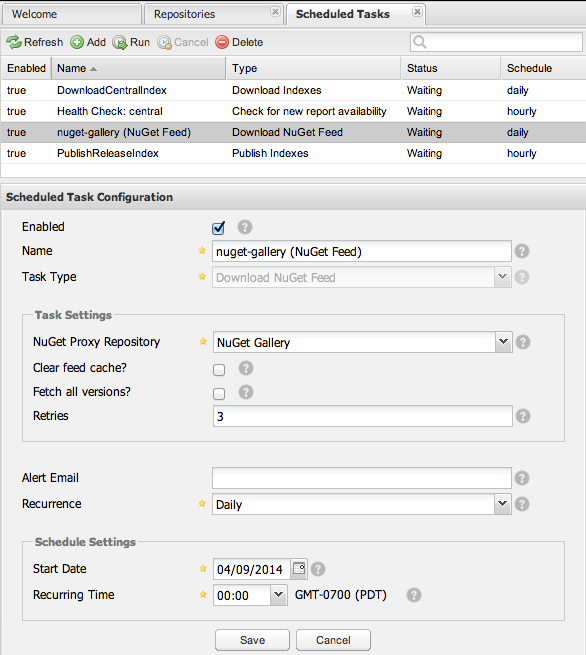 Welcome Repositories Scheduled Tasks
Refresh Add Run Cancel Delete
Enabled Name Type Status Schedule
true DownloadCentralIndex Download Indexes Waiting daily
true Health Check: central Check for new report availability Waiting hourly
true nuget-gallery (NuGet Feed) Download NuGet Feed Waiting daily
true PublishReleaseIndex Publish Indexes Waiting hourly
Scheduled Task Configuration
Enabled ?
Name nuget-gallery (NuGet Feed) ?
Task Type Download NuGet Feed ?
Task Settings
NuGet Proxy Repository NuGet Gallery ?
Clear feed cache? ?
Fetch all versions? ?
Retries 3 ?
Alert Email ?
Recurrence Daily ?
Schedule Settings
Start Date 04/09/2014 ?
Recurring Time 00:00 GMT-0700 (PDT) ?
Save Cancel